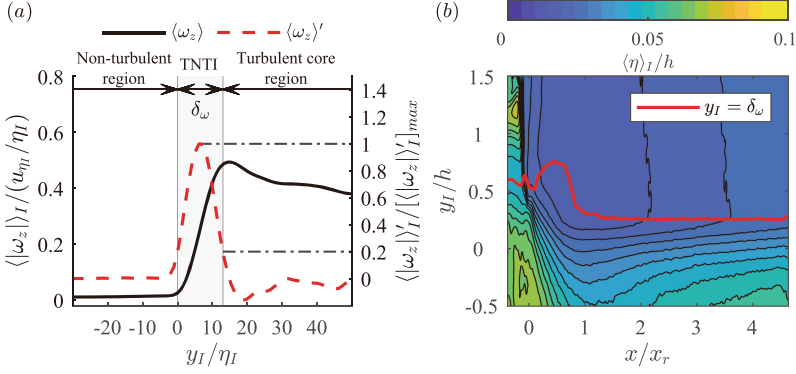 (a)
⟨ω_z⟩ ⟨ω_z⟩′
Non-turbulent region
TNTI
Turbulent core region
δ_ω
0.8
0.6
0.4
0.2
0
1.4
1.2
1
0.8
0.6
0.4
0.2
0
-20 -10 0 10 20 30 40
⟨|ω_z|⟩_I/(u_{η_I}/η_I)
⟨|ω_z|⟩′_I/[⟨|ω_z|⟩′_I]_{max}
y_I/η_I
(b)
0 0.05 0.1
⟨η⟩_I/h
y_I = δ_ω
1.5
1
0.5
0
-0.5
0 1 2 3 4
y_I/h
x/x_r